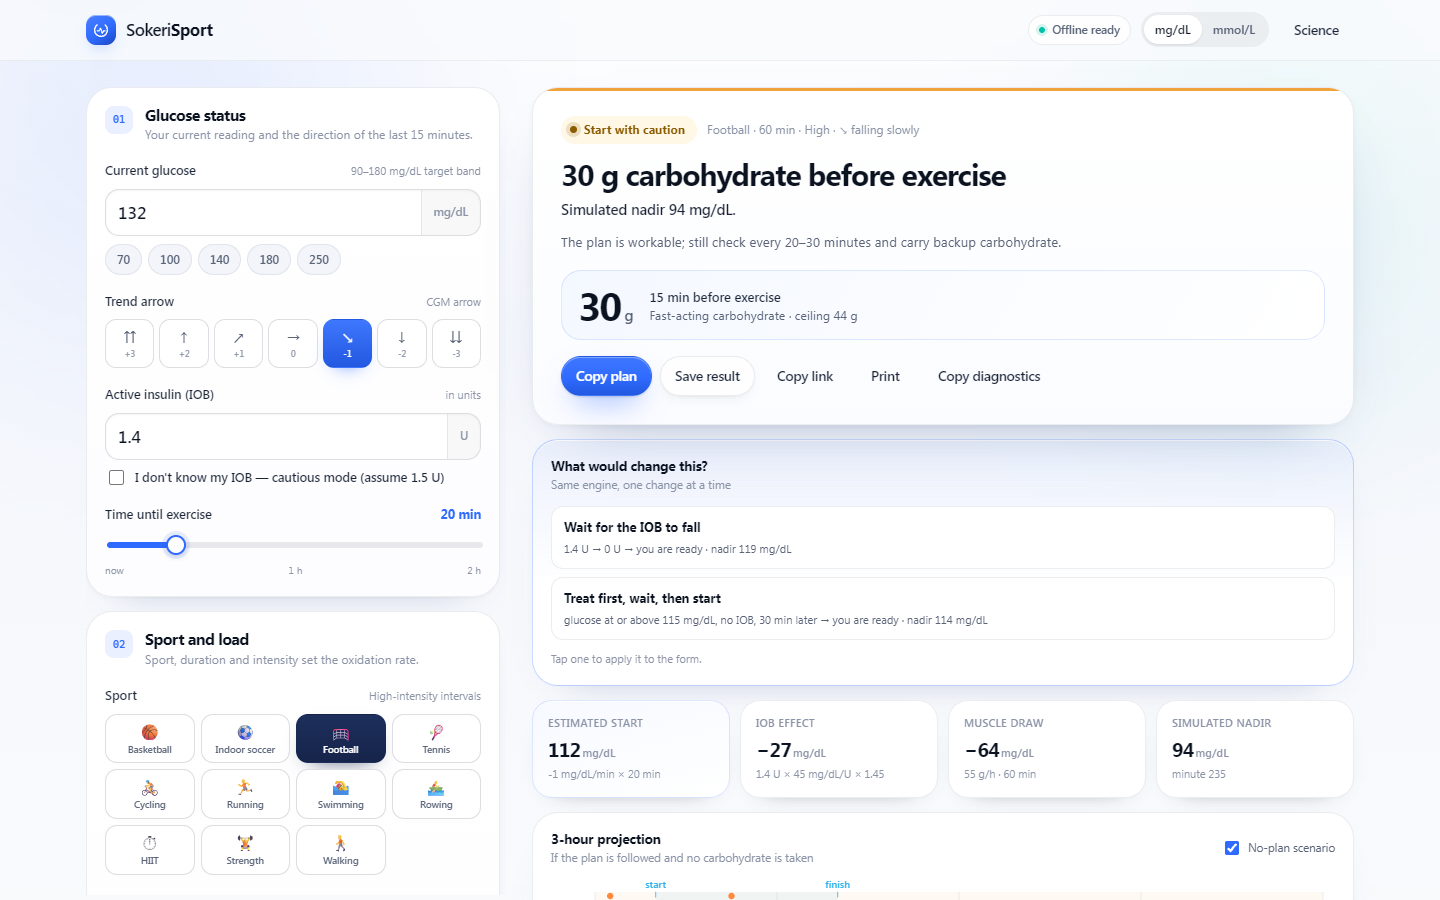 SokeriSport
Offline ready
mg/dL
mmol/L
Science
01
Glucose status
Your current reading and the direction of the last 15 minutes.
Current glucose
90–180 mg/dL target band
132
mg/dL
70
100
140
180
250
Trend arrow
CGM arrow
⇈
+3
↑
+2
↗
+1
→
0
↘
-1
↓
-2
⇊
-3
Active insulin (IOB)
in units
1.4
U
I don't know my IOB — cautious mode (assume 1.5 U)
Time until exercise
20 min
now
1 h
2 h
02
Sport and load
Sport, duration and intensity set the oxidation rate.
Sport
High-intensity intervals
Basketball
Indoor soccer
Football
Tennis
Cycling
Running
Swimming
Rowing
HIIT
Strength
Walking
Start with caution
Football · 60 min · High · ↘ falling slowly
30 g carbohydrate before exercise
Simulated nadir 94 mg/dL.
The plan is workable; still check every 20–30 minutes and carry backup carbohydrate.
30 g
15 min before exercise
Fast-acting carbohydrate · ceiling 44 g
Copy plan
Save result
Copy link
Print
Copy diagnostics
What would change this?
Same engine, one change at a time
Wait for the IOB to fall
1.4 U → 0 U → you are ready · nadir 119 mg/dL
Treat first, wait, then start
glucose at or above 115 mg/dL, no IOB, 30 min later → you are ready · nadir 114 mg/dL
Tap one to apply it to the form.
ESTIMATED START
112 mg/dL
-1 mg/dL/min × 20 min
IOB EFFECT
−27 mg/dL
1.4 U × 45 mg/dL/U × 1.45
MUSCLE DRAW
−64 mg/dL
55 g/h · 60 min
SIMULATED NADIR
94 mg/dL
minute 235
3-hour projection
If the plan is followed and no carbohydrate is taken
No-plan scenario
start
finish